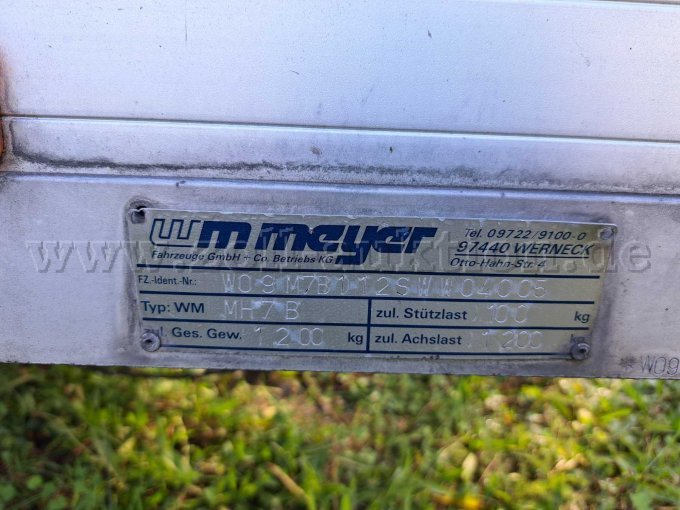 wm meyer
Fahrzeuge GmbH + Co. Betriebs KG
Tel. 09722/9100-0
97440 WERNECK
Otto-Hahn-Str. 4
FZ.-Ident.-Nr.:
Typ: WM MH7B
zul. Stützlast 100 kg
zul. Ges. Gew. 1200 kg
zul. Achslast 1200 kg
*W09